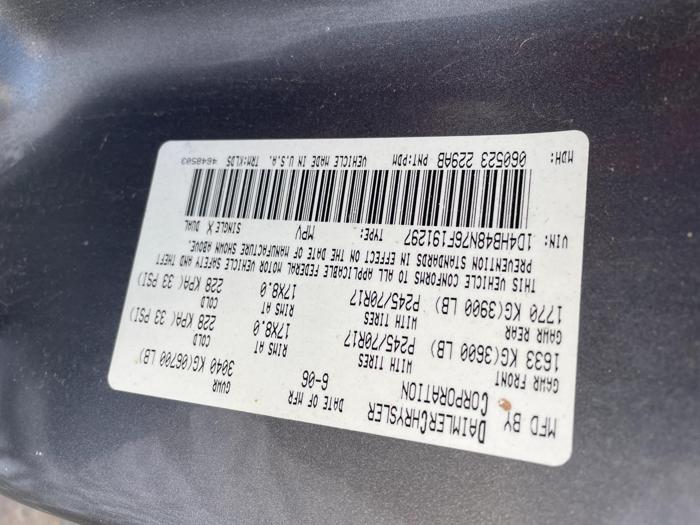 MFD BY DAIMLERCHRYSLER CORPORATION
DATE OF MFR 6-06
GVWR 3040 KG(06700 LB)
GAWR FRONT WITH TIRES RIMS AT COLD
1633 KG(3600 LB) P245/70R17 17X8.0 228 KPA(33 PSI)
GAWR REAR WITH TIRES RIMS AT COLD
1770 KG(3900 LB) P245/70R17 17X8.0 228 KPA(33 PSI)
THIS VEHICLE CONFORMS TO ALL APPLICABLE FEDERAL MOTOR VEHICLE SAFETY AND THEFT
PREVENTION STANDARDS IN EFFECT ON THE DATE OF MANUFACTURE SHOWN ABOVE.
VIN: 1D4HB48N76F191297 TYPE: MPV SINGLE X DUAL
MDH: 060523 229AB PNT:PDM VEHICLE MADE IN U.S.A. TRM:KLDS 4648503